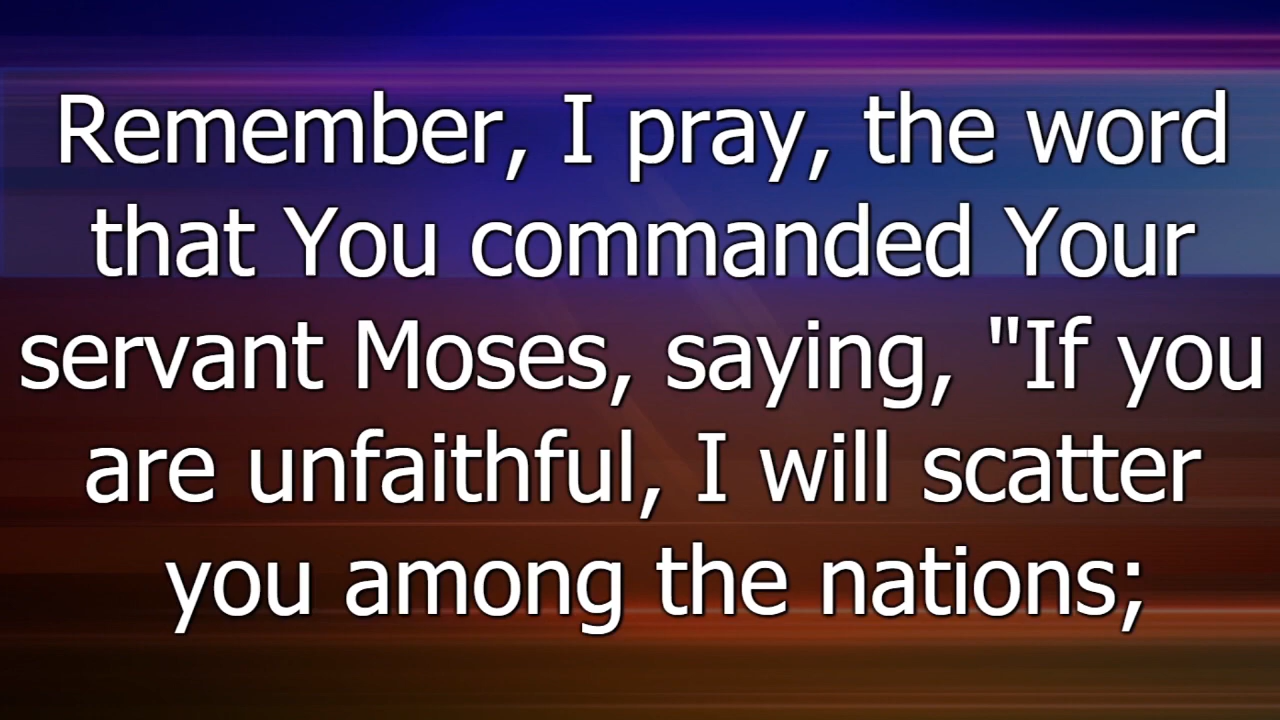 Remember, I pray, the word
that You commanded Your
servant Moses, saying, "If you
are unfaithful, I will scatter
you among the nations;